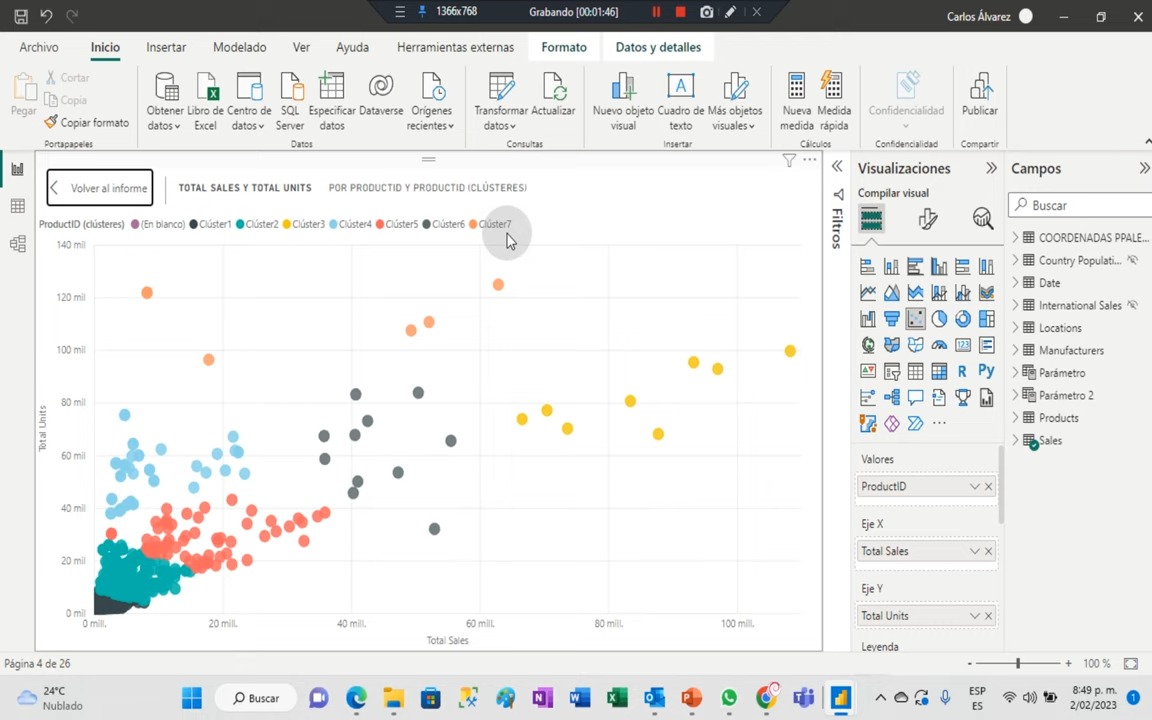 1366x768
Grabando [00:01:46]
Carlos Álvarez
Archivo Inicio Insertar Modelado Ver Ayuda Herramientas externas Formato Datos y detalles
Pegar
Cortar
Copia
Copiar formato
Portapapeles
Obtener datos
Libro de Excel
Centro de datos
SQL Server
Especificar datos
Dataverse
Orígenes recientes
Datos
Transformar datos
Actualizar
Consultas
Nuevo objeto visual
Cuadro de texto
Más objetos visuales
Insertar
Nueva medida
Medida rápida
Cálculos
Confidencialidad
Confidencialidad
Publicar
Compartir
Volver al informe
TOTAL SALES Y TOTAL UNITS POR PRODUCTID Y PRODUCTID (CLÚSTERES)
ProductID (clústeres) (En blanco) Clúster1 Clúster2 Clúster3 Clúster4 Clúster5 Clúster6 Clúster7
140 mil
120 mil
100 mil
80 mil
60 mil
40 mil
20 mil
0 mil
Total Units
0 mill. 20 mill. 40 mill. 60 mill. 80 mill. 100 mill.
Total Sales
Filtros
Visualizaciones
Compilar visual
123
R Py
Valores
ProductID
Eje X
Total Sales
Eje Y
Total Units
Leyenda
Campos
Buscar
COORDENADAS PPALE...
Country Populati...
Date
International Sales
Locations
Manufacturers
Parámetro
Parámetro 2
Products
Sales
Página 4 de 26
100 %
24°C
Nublado
Buscar
ESP
ES
8:49 p. m.
2/02/2023
1